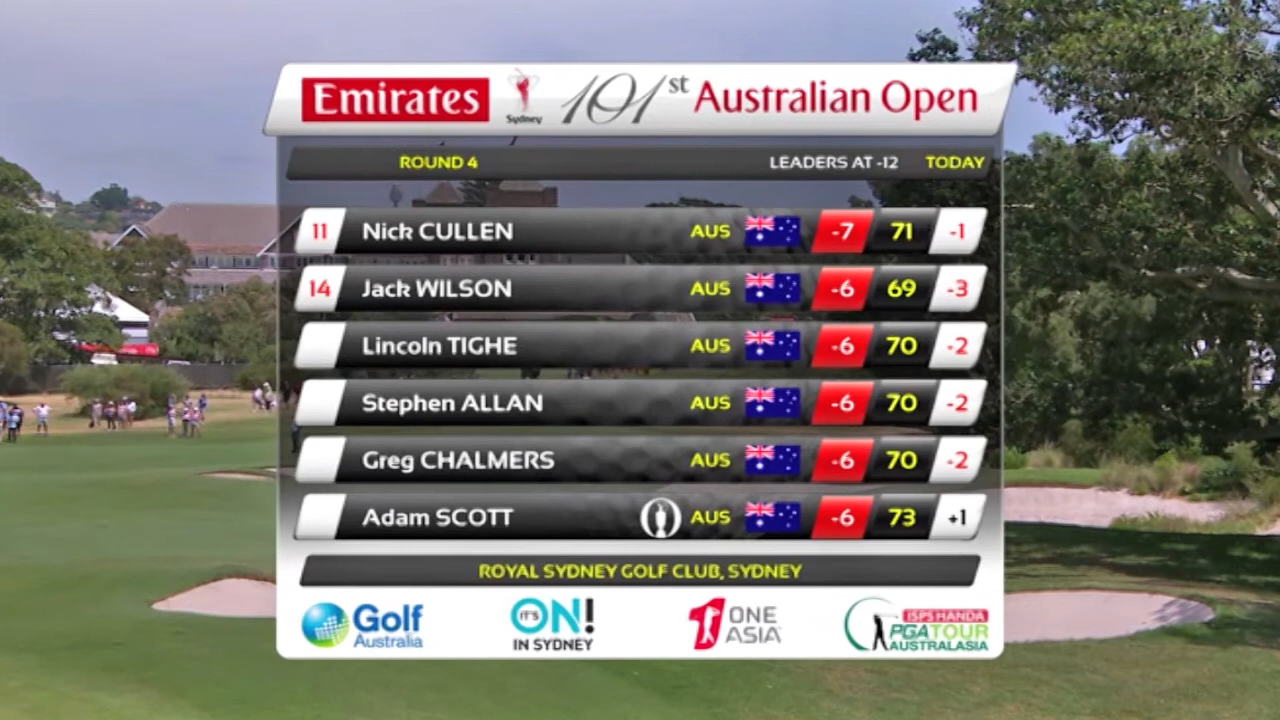 Emirates Sydney 101st Australian Open
ROUND 4 LEADERS AT -12 TODAY
11 Nick CULLEN AUS -7 71 -1
14 Jack WILSON AUS -6 69 -3
Lincoln TIGHE AUS -6 70 -2
Stephen ALLAN AUS -6 70 -2
Greg CHALMERS AUS -6 70 -2
Adam SCOTT AUS -6 73 +1
ROYAL SYDNEY GOLF CLUB, SYDNEY
Golf Australia
IT'S ON! IN SYDNEY
1 ONE ASIA
ISPS HANDA PGA TOUR AUSTRALASIA